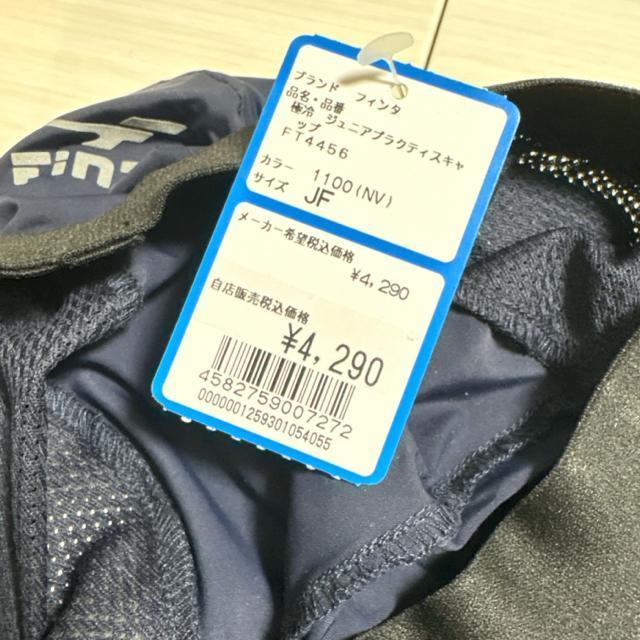 FiNT
ブランド フィンタ
品名・品番
極冷 ジュニアプラクティスキャ
ップ
FT4456
カラー 1100(NV)
サイズ JF
メーカー希望税込価格
¥4,290
自店販売税込価格
¥4,290
4582759007272
0000001259301054055